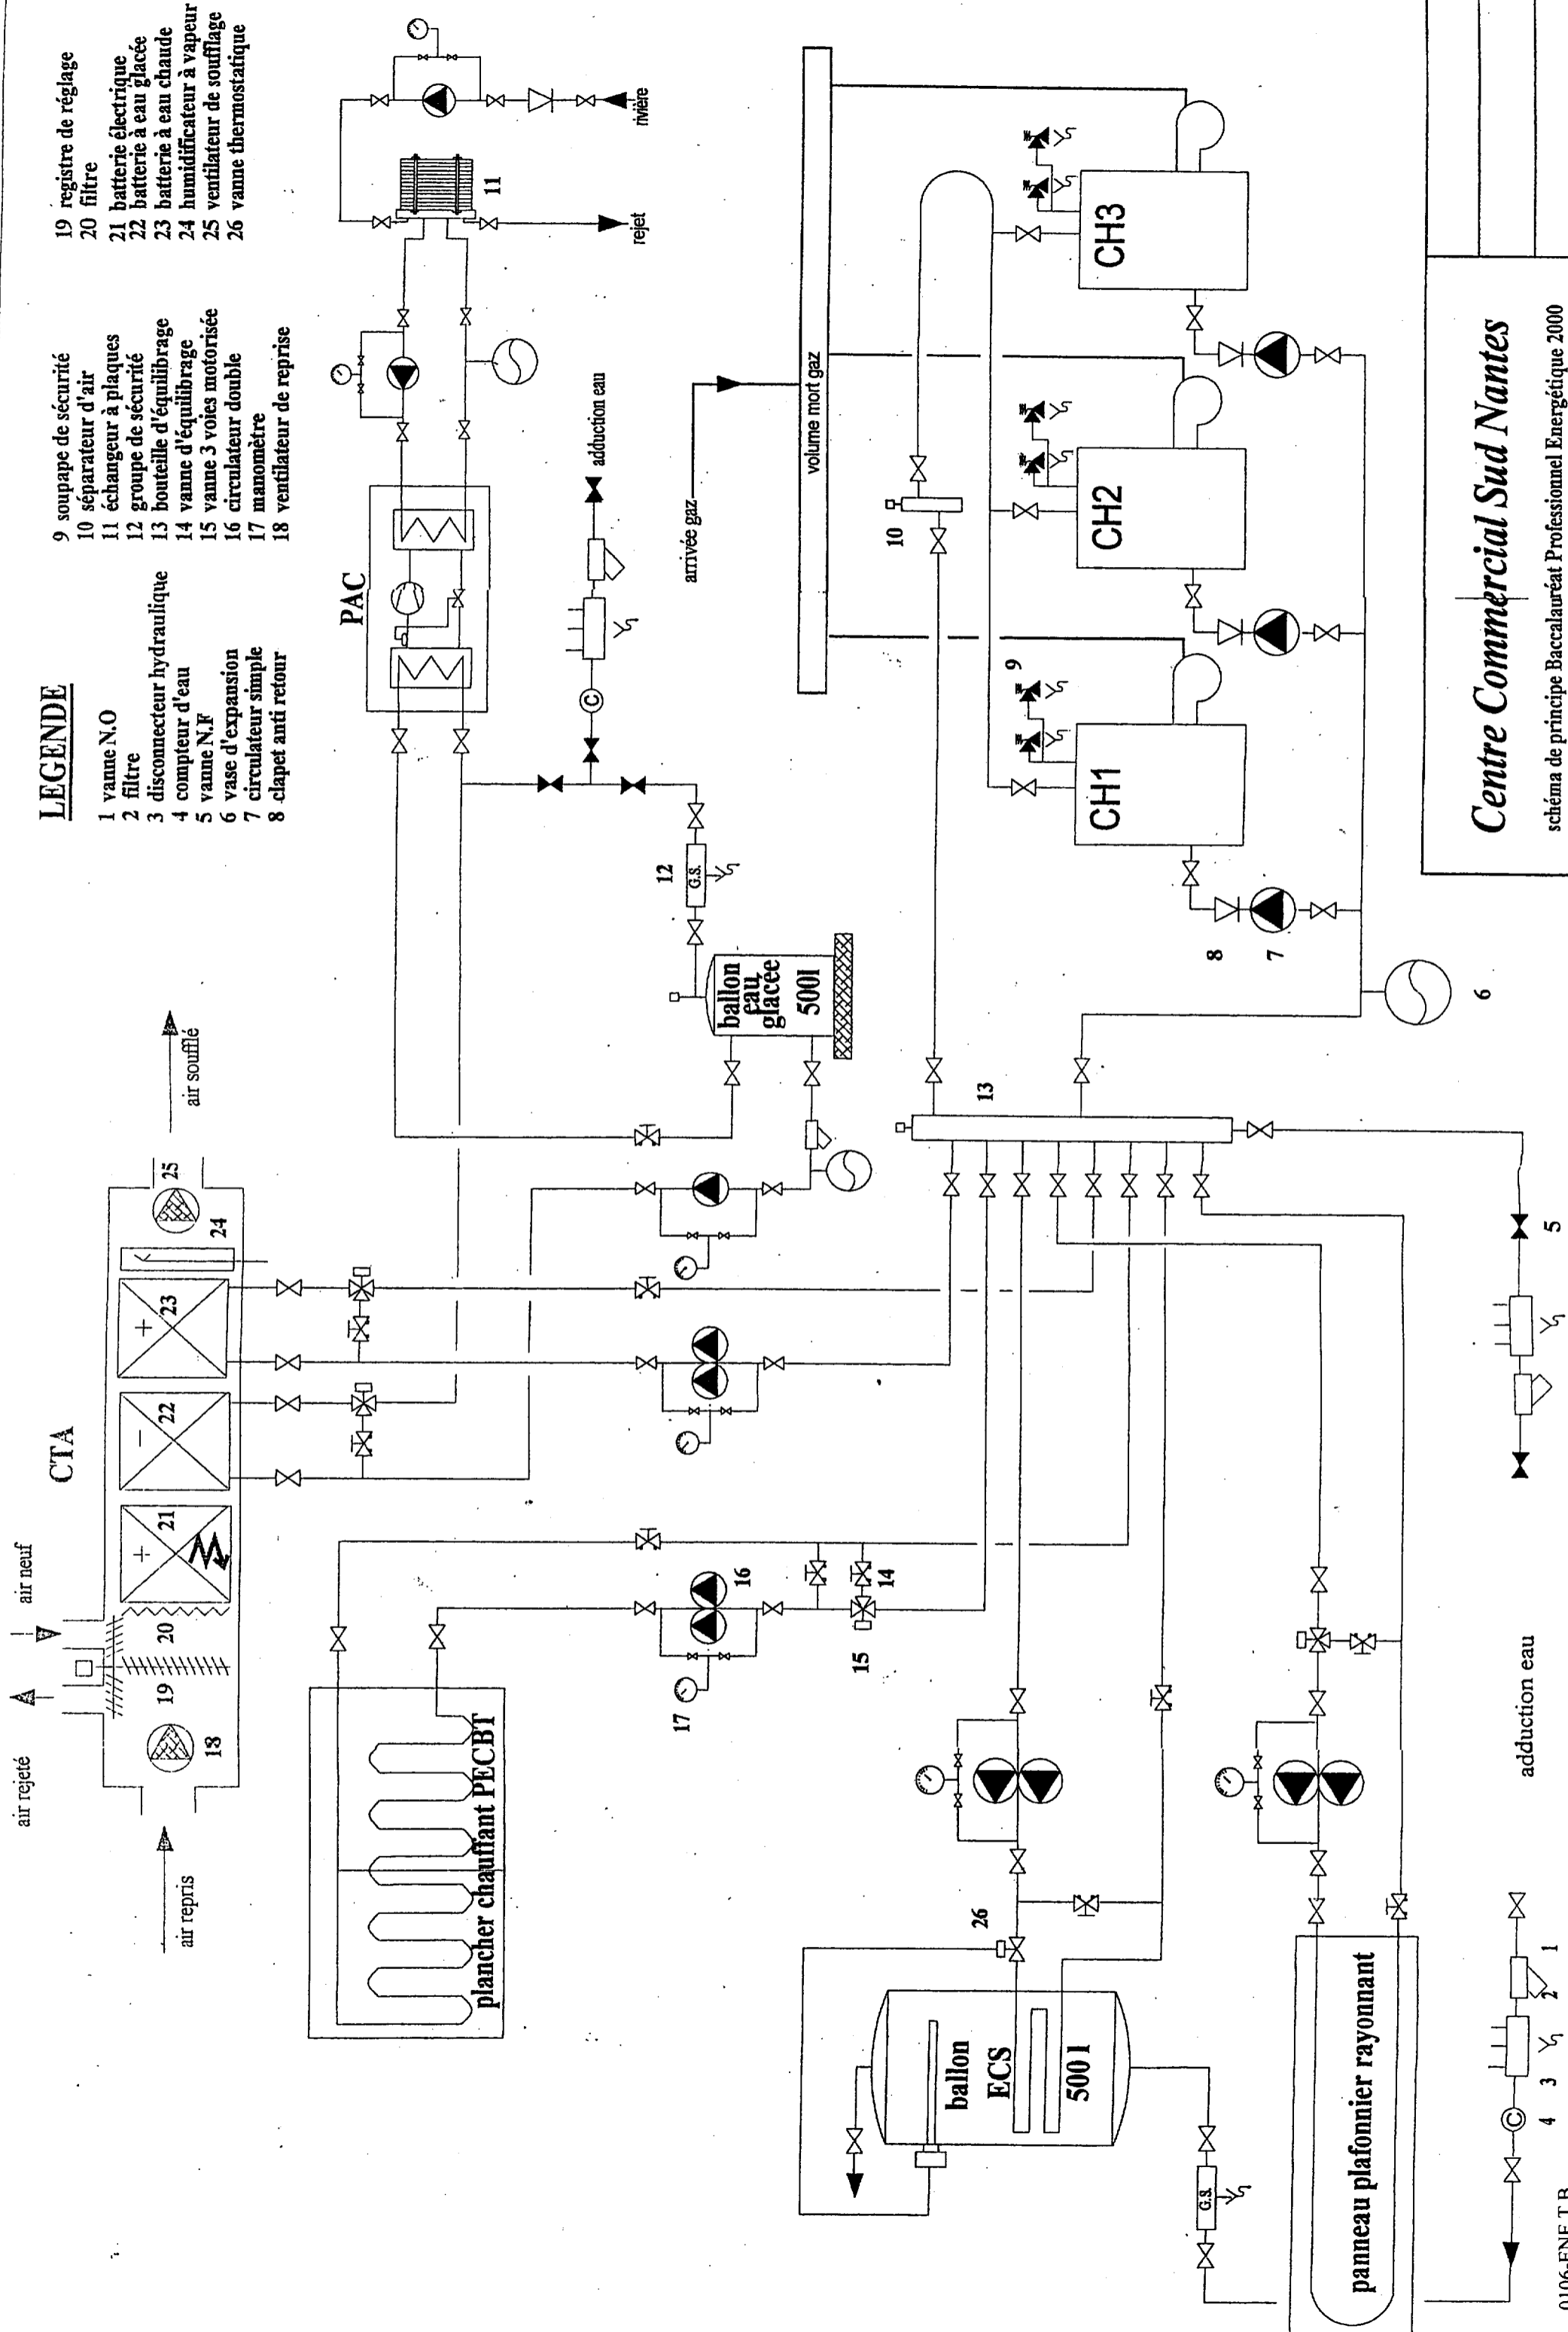 LEGENDE
1 vanne N.O
2 filtre
3 disconnecteur hydraulique
4 compteur d'eau
5 vanne N.F
6 vase d'expansion
7 circulateur simple
8 clapet anti retour
9 soupape de sécurité
10 séparateur d'air
11 échangeur à plaques
12 groupe de sécurité
13 bouteille d'équilibrage
14 vanne d'équilibrage
15 vanne 3 voies motorisée
16 circulateur double
17 manomètre
18 ventilateur de reprise
19 registre de réglage
20 filtre
21 batterie électrique
22 batterie à eau glacée
23 batterie à eau chaude
24 humidificateur à vapeur
25 ventilateur de soufflage
26 vanne thermostatique
air rejeté
air neuf
CTA
air repris
air soufflé
18
19
20
21
22
23
24
25
+
−
+
PAC
11
rivière
rejet
adduction eau
C
12
G.S.
ballon
eau
glacée
500l
plancher chauffant PECBT
17
16
15
14
arrivée gaz
volume mort gaz
10
9
CH1
CH2
CH3
8
7
6
13
26
ballon
ECS
500 l
G.S.
panneau plafonnier rayonnant
adduction eau
5
4
C
3
2
1
Centre Commercial Sud Nantes
schéma de principe Baccalauréat Professionnel Energétique 2000
0106-ENE T B